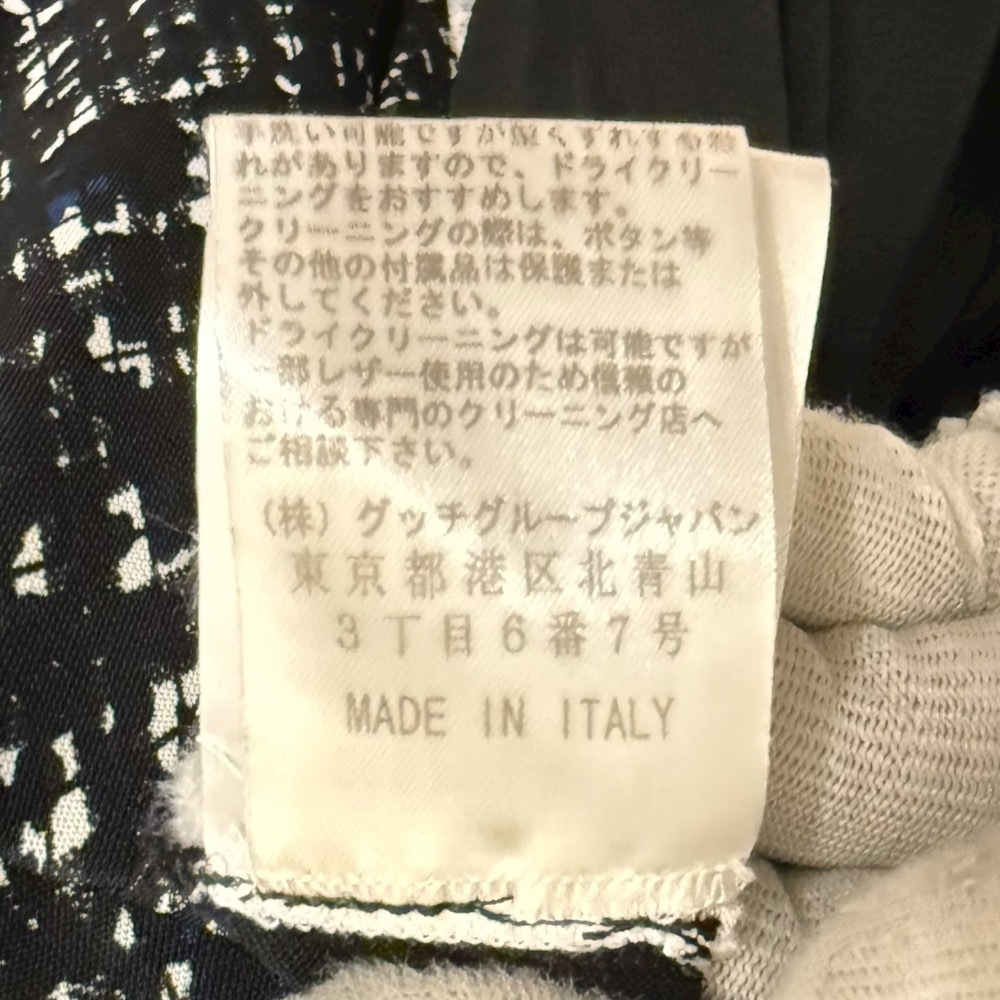 手洗い可能ですが型くずれする恐
れがありますので、ドライクリー
ニングをおすすめします。
クリーニングの際は、ボタン等
その他の付属品は保護または
外してください。
ドライクリーニングは可能ですが
一部レザー使用のため信頼の
おける専門のクリーニング店へ
ご相談下さい。
(株)グッチグループジャパン
東京都港区北青山
3丁目6番7号
MADE IN ITALY